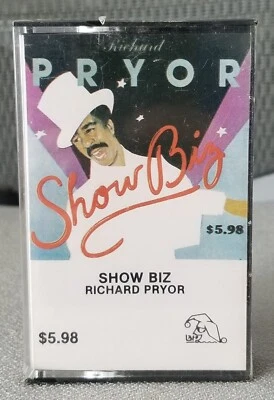 Richard
PRYOR
Show Biz
$5.98
SHOW BIZ
RICHARD PRYOR
$5.98